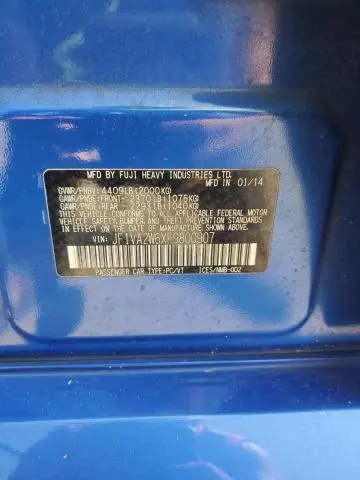 MFD BY FUJI HEAVY INDUSTRIES LTD.
MFD IN 01/14
GVWR/PNBV: 4409LB(2000KG)
GAWR/PNBE:FRONT- 2370LB(1075KG)
GAWR/PNBE:REAR - 2293LB(1040KG)
THIS VEHICLE CONFORMS TO ALL APPLICABLE
FEDERAL MOTOR VEHICLE
SAFETY, BUMPER, AND THEFT PREVENTION
STANDARDS IN EFFECT ON THE DATE OF
MANUFACTURE SHOWN ABOVE.
VIN: JF1VA2W6XF9800907
PASSENGER CAR TYPE:PC/VT ICES/NMB-002